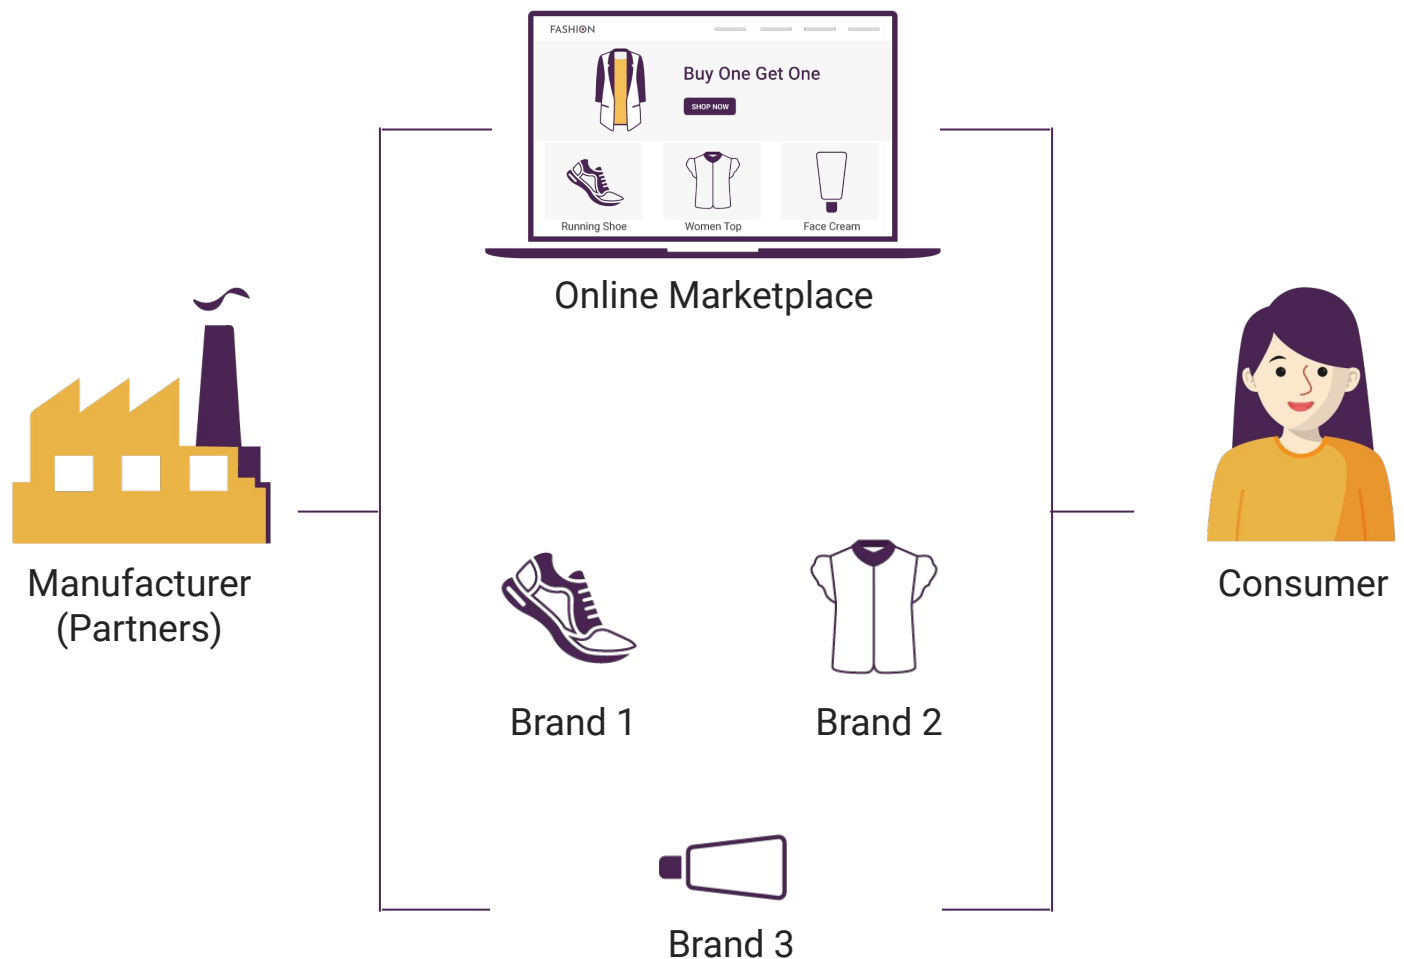 FASHION
Buy One Get One
SHOP NOW
Running Shoe
Women Top
Face Cream
Online Marketplace
Manufacturer
(Partners)
Consumer
Brand 1
Brand 2
Brand 3